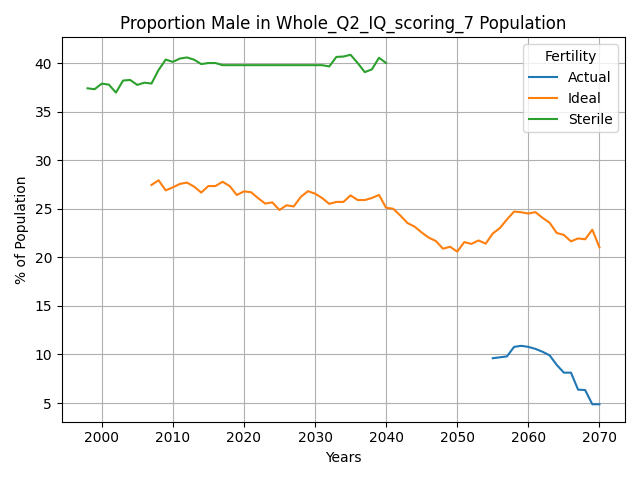 Proportion Male in Whole_Q2_IQ_scoring_7 Population
Fertility
Actual
Ideal
Sterile
% of Population
40
35
30
25
20
15
10
5
2000 2010 2020 2030 2040 2050 2060 2070
Years